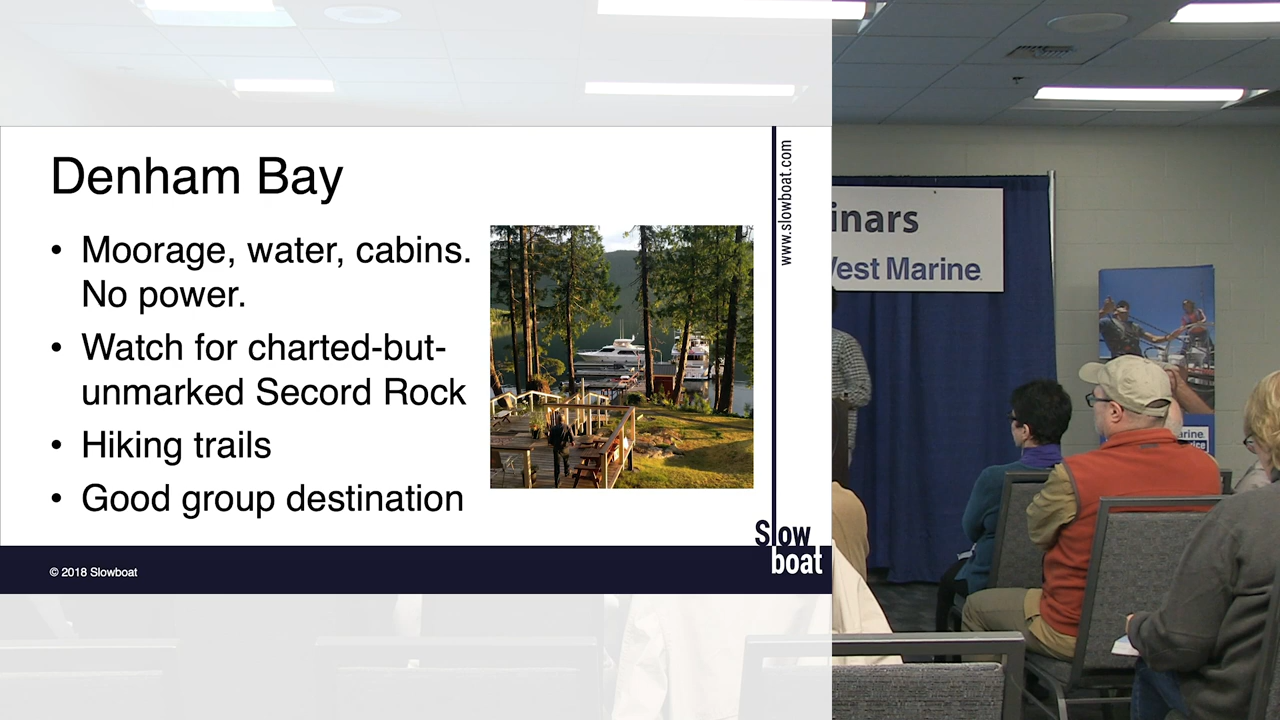 Denham Bay
• Moorage, water, cabins.
No power.
• Watch for charted-but-
unmarked Secord Rock
• Hiking trails
• Good group destination
www.slowboat.com
Slow
boat
© 2018 Slowboat
inars
West Marine